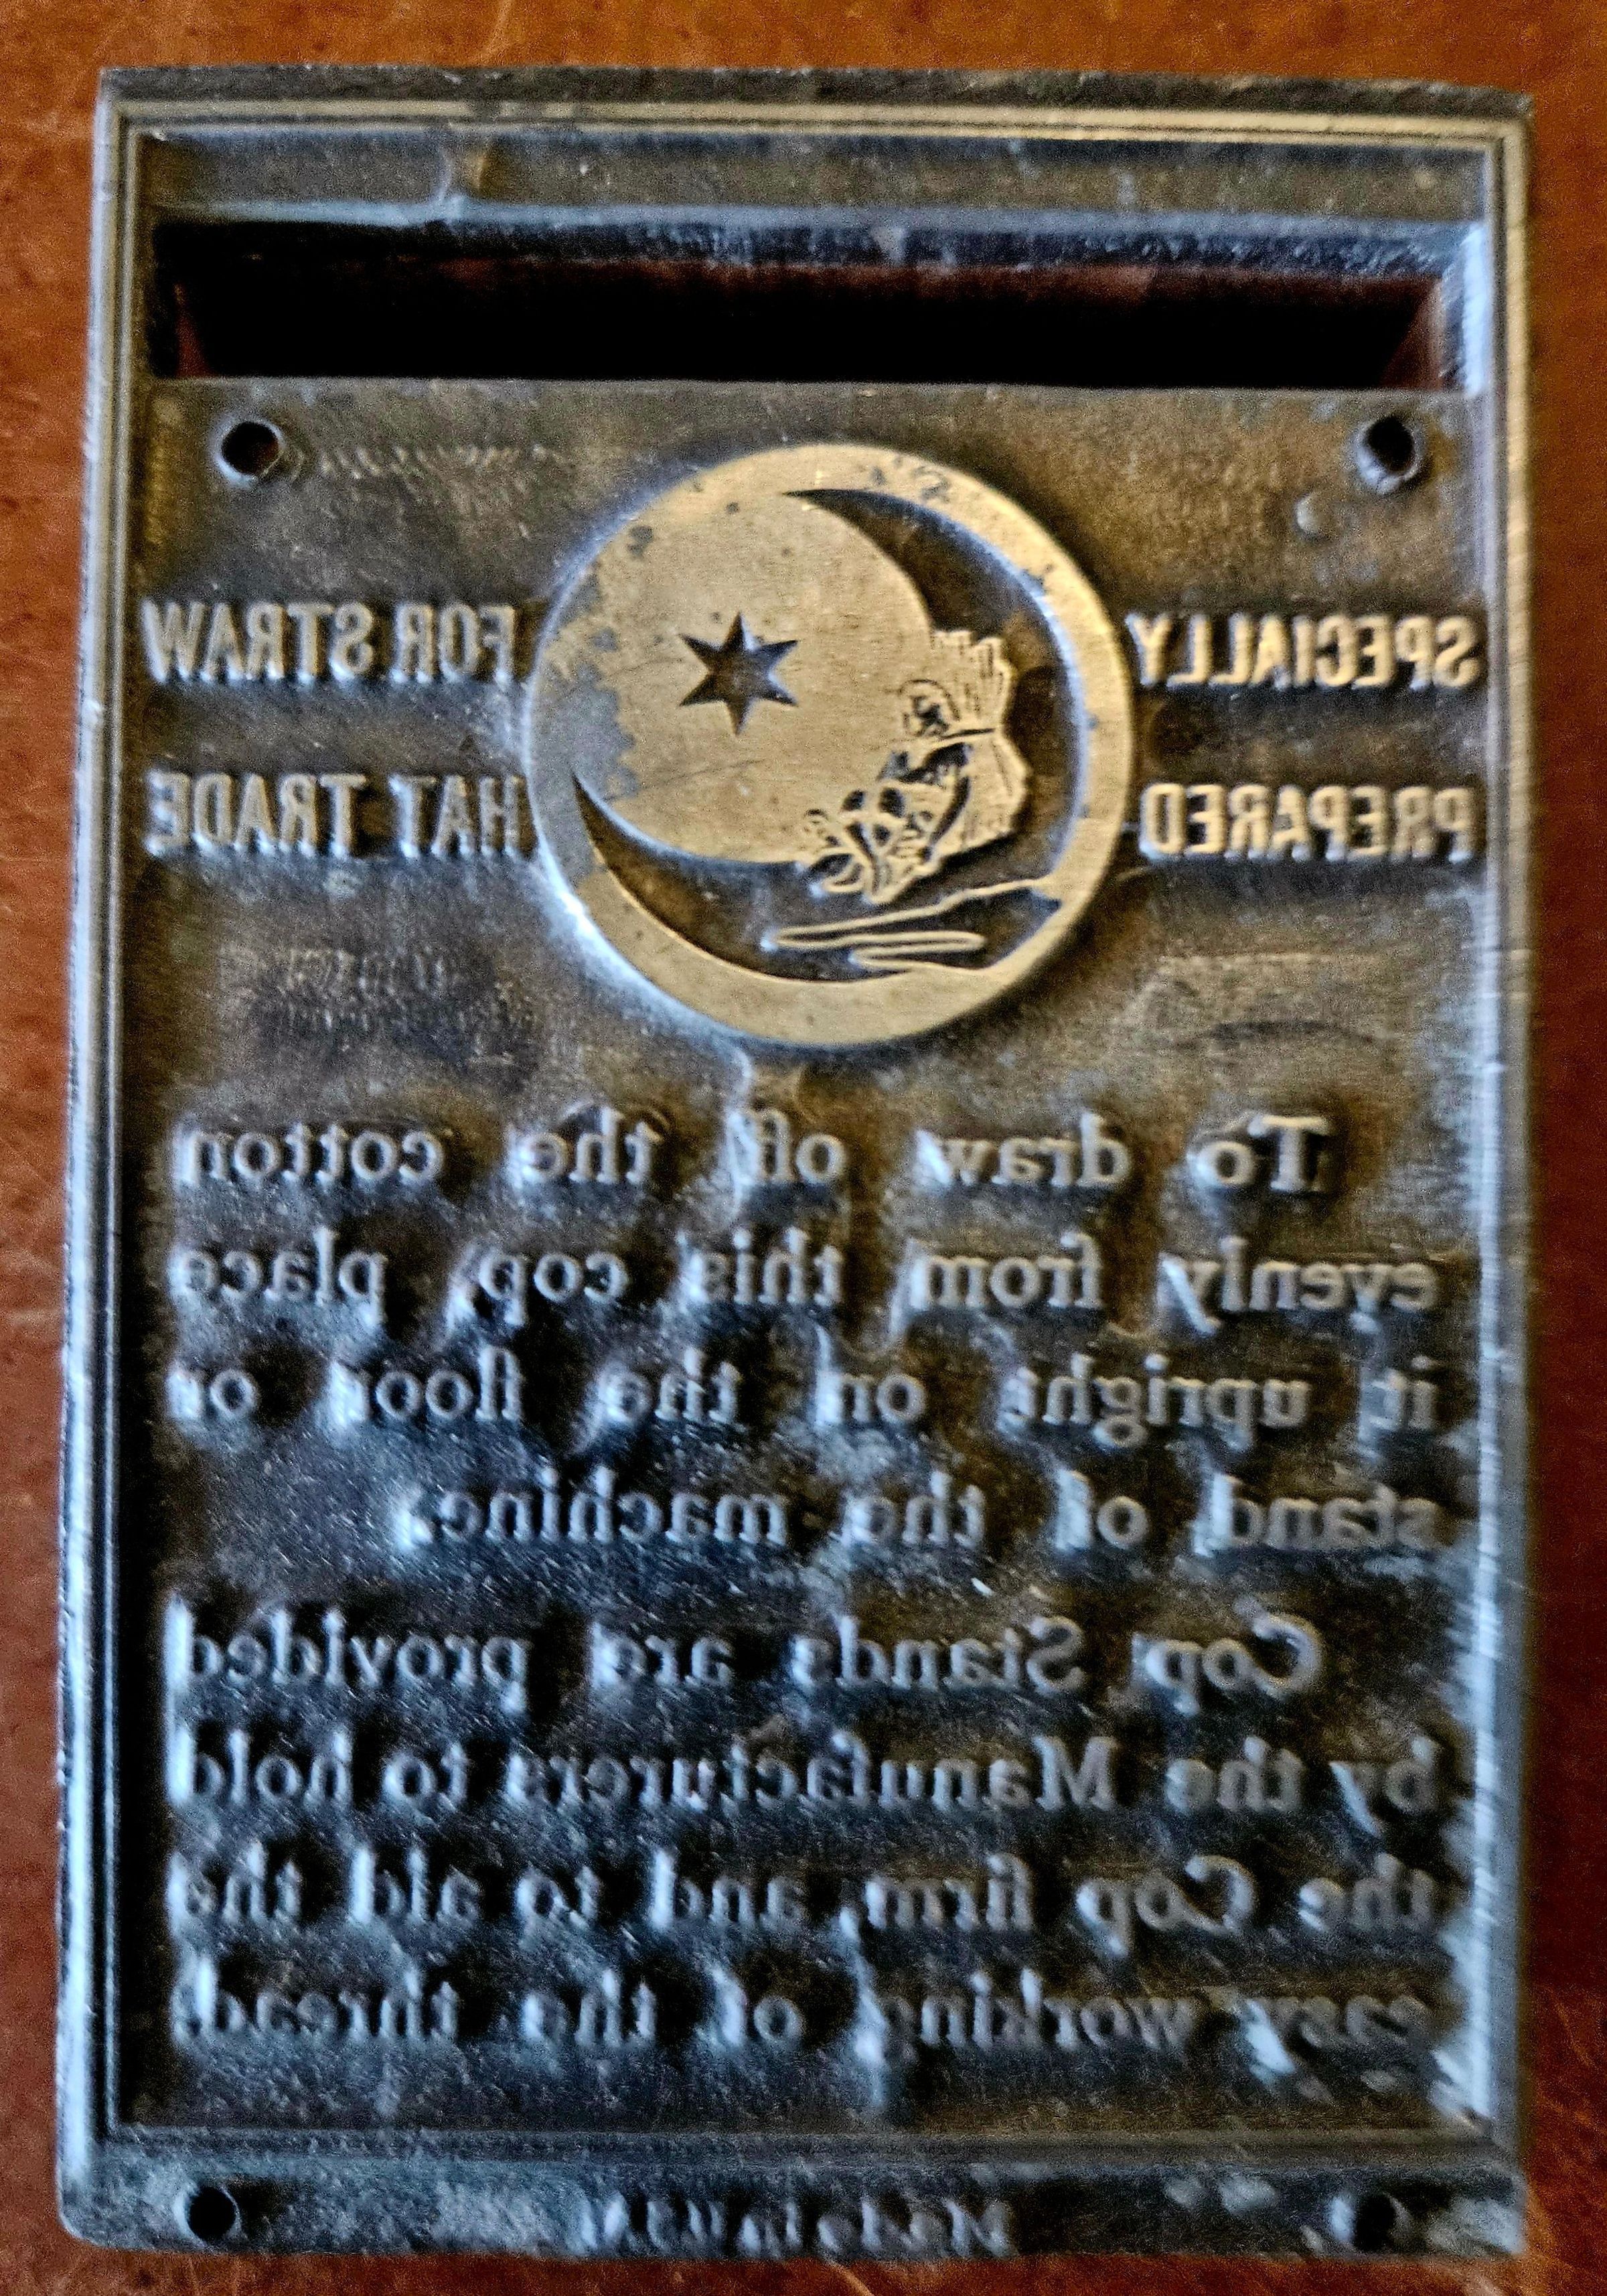 SPECIALLY FOR STRAW
PREPARED HAT TRADE
To draw off the cotton
evenly from this cop, place
it upright on the floor or
stand of the machine.
Cop Stands are provided
by the Manufacturers to hold
the Cop firm, and to aid the
easy working of the thread.
Made in U.S.A.